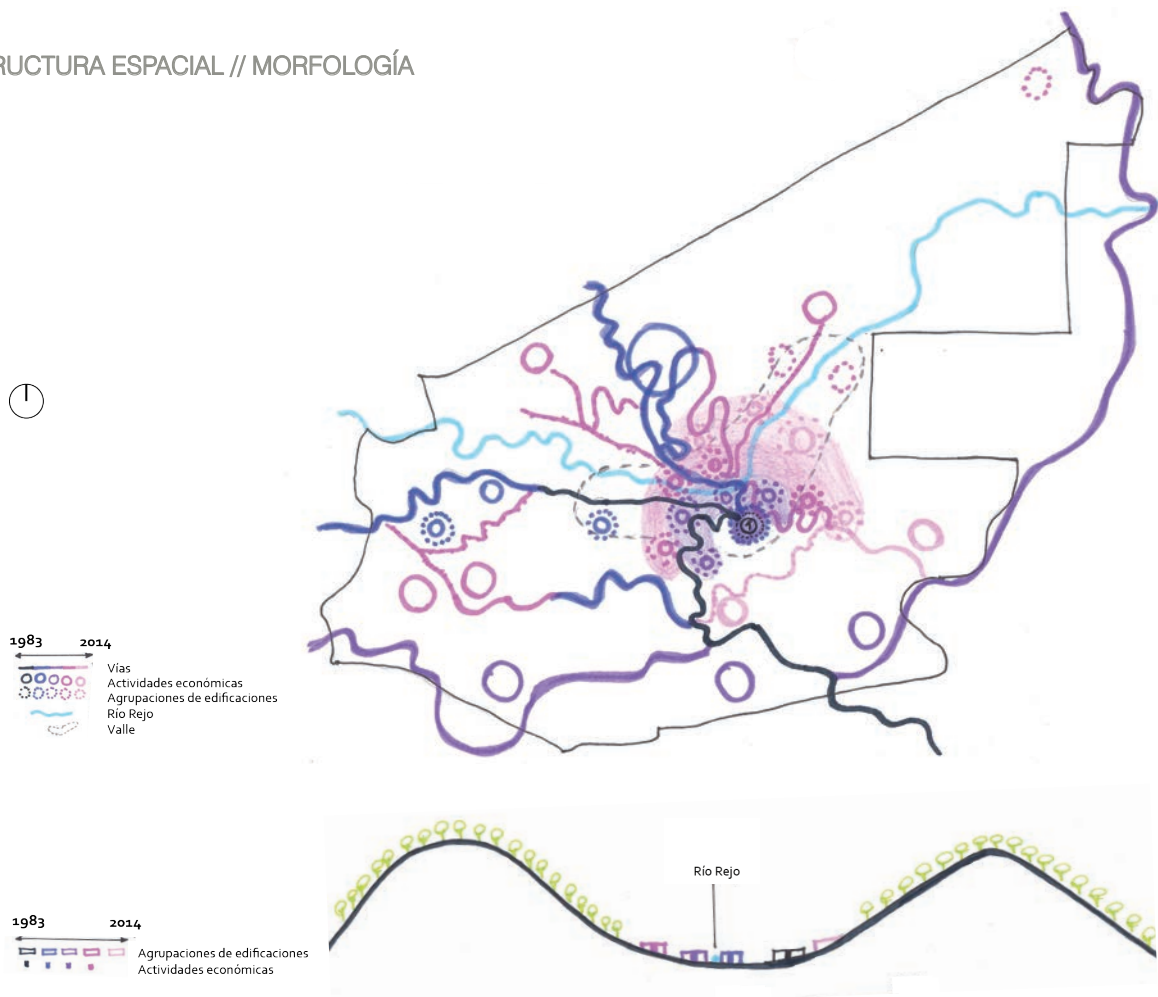 RUCTURA ESPACIAL // MORFOLOGÍA
1
1983 2014
Vías
Actividades económicas
Agrupaciones de edificaciones
Río Rejo
Valle
Río Rejo
1983 2014
Agrupaciones de edificaciones
Actividades económicas